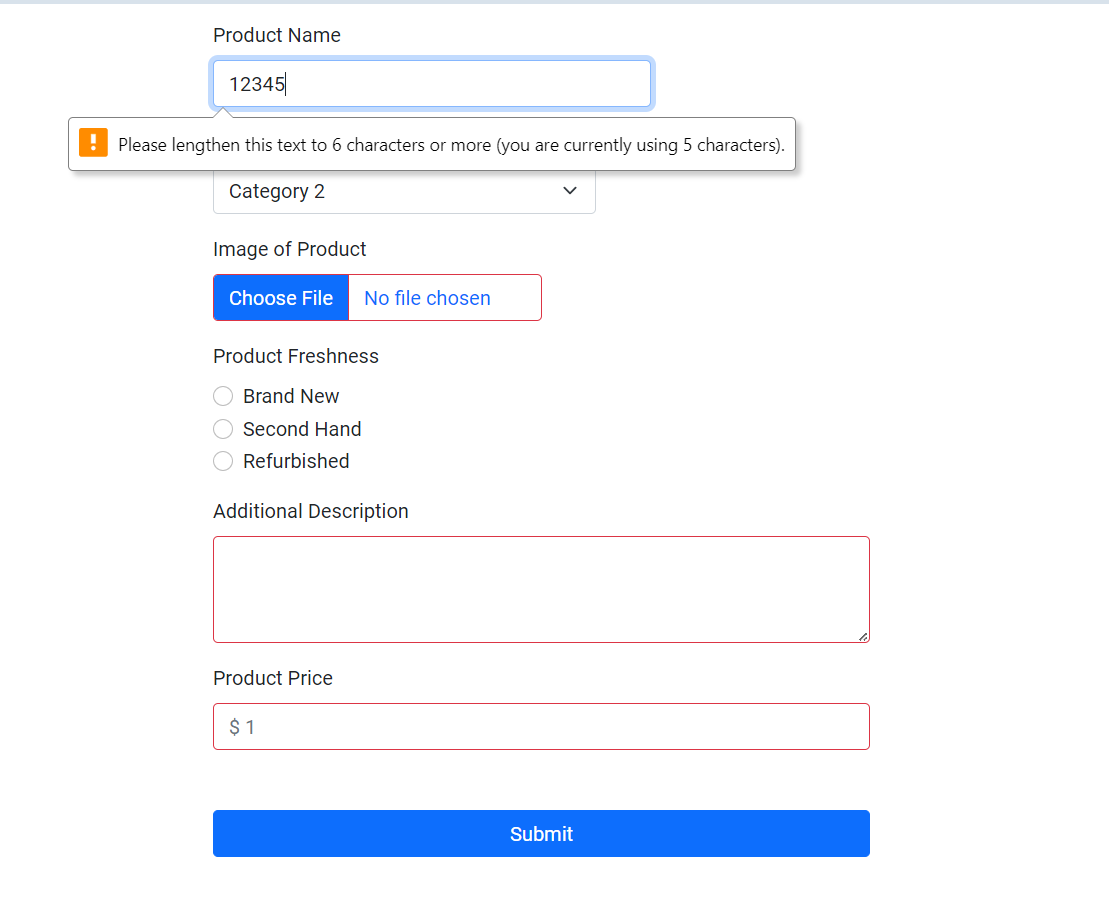 Product Name
12345
Please lengthen this text to 6 characters or more (you are currently using 5 characters).
Category 2
Image of Product
Choose File No file chosen
Product Freshness
Brand New
Second Hand
Refurbished
Additional Description
Product Price
$ 1
Submit